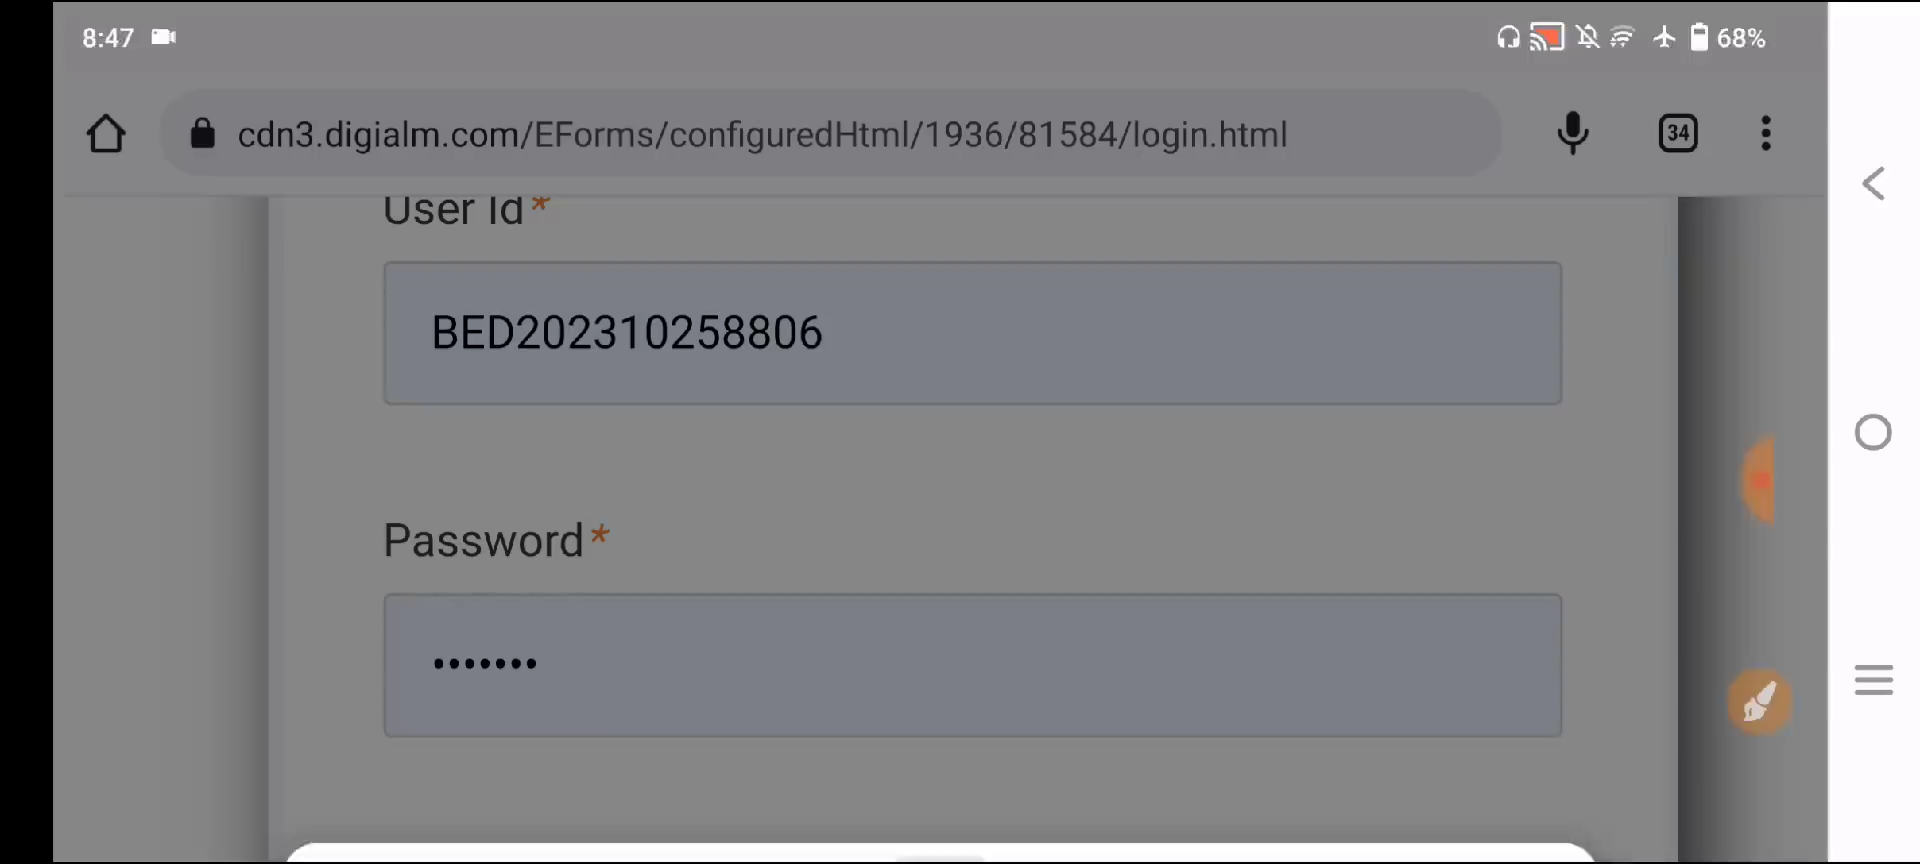 8:47 68%
cdn3.digialm.com/EForms/configuredHtml/1936/81584/login.html 34
User Id*
BED202310258806
Password*
•••••••